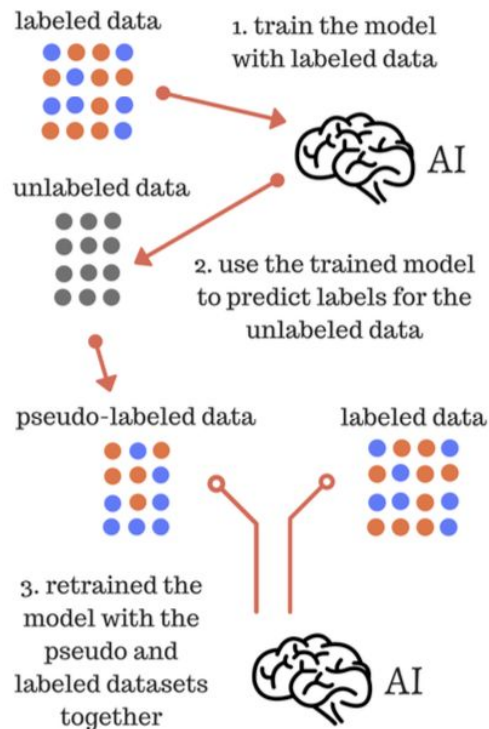 labeled data
1. train the model
with labeled data
AI
unlabeled data
2. use the trained model
to predict labels for the
unlabeled data
pseudo-labeled data
labeled data
3. retrained the
model with the
pseudo and
labeled datasets
together
AI